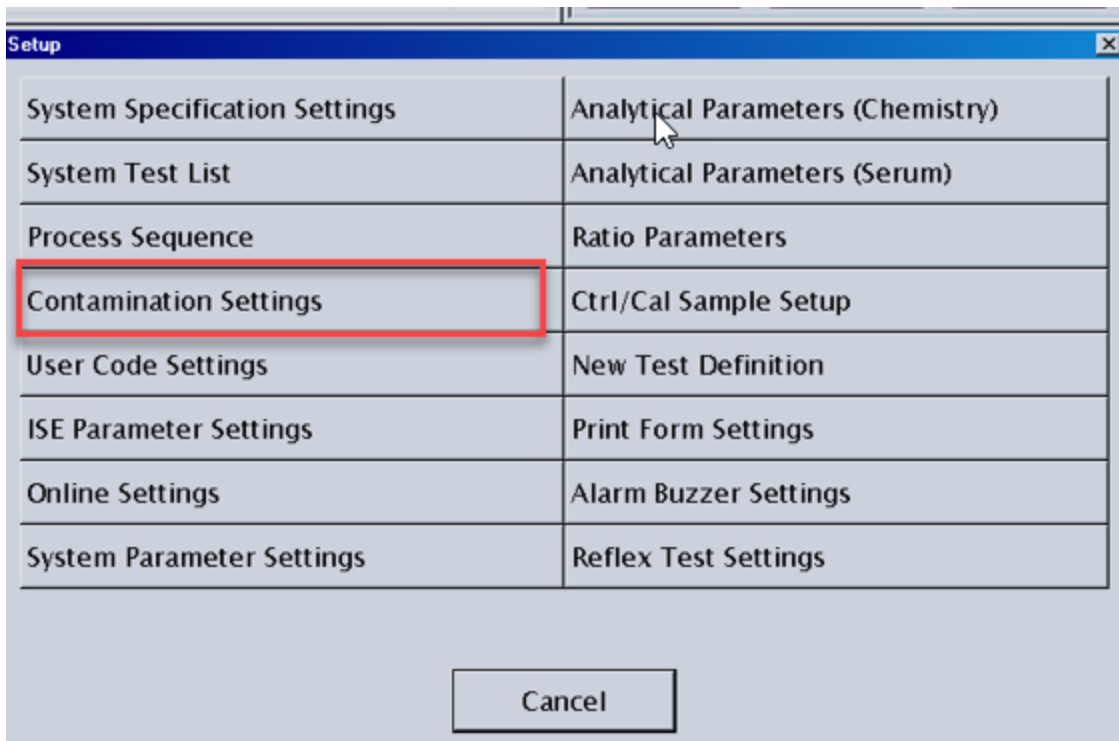 Setup
System Specification Settings
Analytical Parameters (Chemistry)
System Test List
Analytical Parameters (Serum)
Process Sequence
Ratio Parameters
Contamination Settings
Ctrl/Cal Sample Setup
User Code Settings
New Test Definition
ISE Parameter Settings
Print Form Settings
Online Settings
Alarm Buzzer Settings
System Parameter Settings
Reflex Test Settings
Cancel